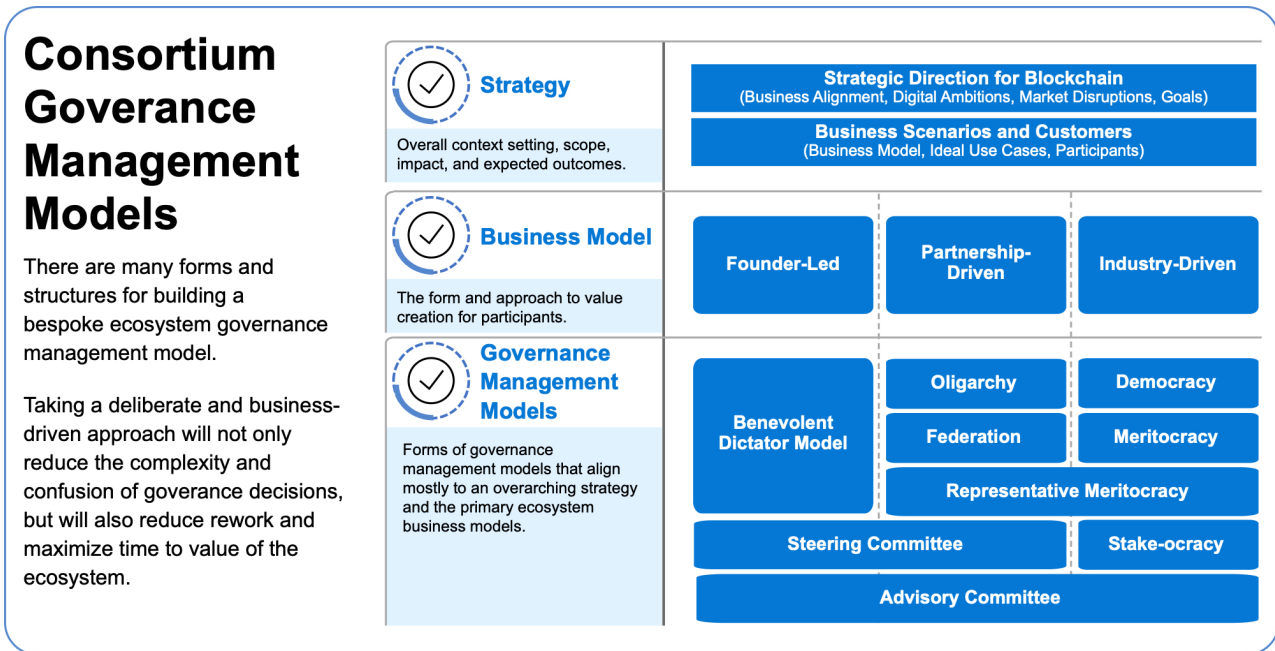 Consortium
Goverance
Management
Models
There are many forms and
structures for building a
bespoke ecosystem governance
management model.
Taking a deliberate and business-
driven approach will not only
reduce the complexity and
confusion of goverance decisions,
but will also reduce rework and
maximize time to value of the
ecosystem.
Strategy
Overall context setting, scope,
impact, and expected outcomes.
Strategic Direction for Blockchain
(Business Alignment, Digital Ambitions, Market Disruptions, Goals)
Business Scenarios and Customers
(Business Model, Ideal Use Cases, Participants)
Business Model
The form and approach to value
creation for participants.
Founder-Led
Partnership-
Driven
Industry-Driven
Governance
Management
Models
Forms of governance
management models that align
mostly to an overarching strategy
and the primary ecosystem
business models.
Benevolent
Dictator Model
Oligarchy
Democracy
Federation
Meritocracy
Representative Meritocracy
Steering Committee
Stake-ocracy
Advisory Committee